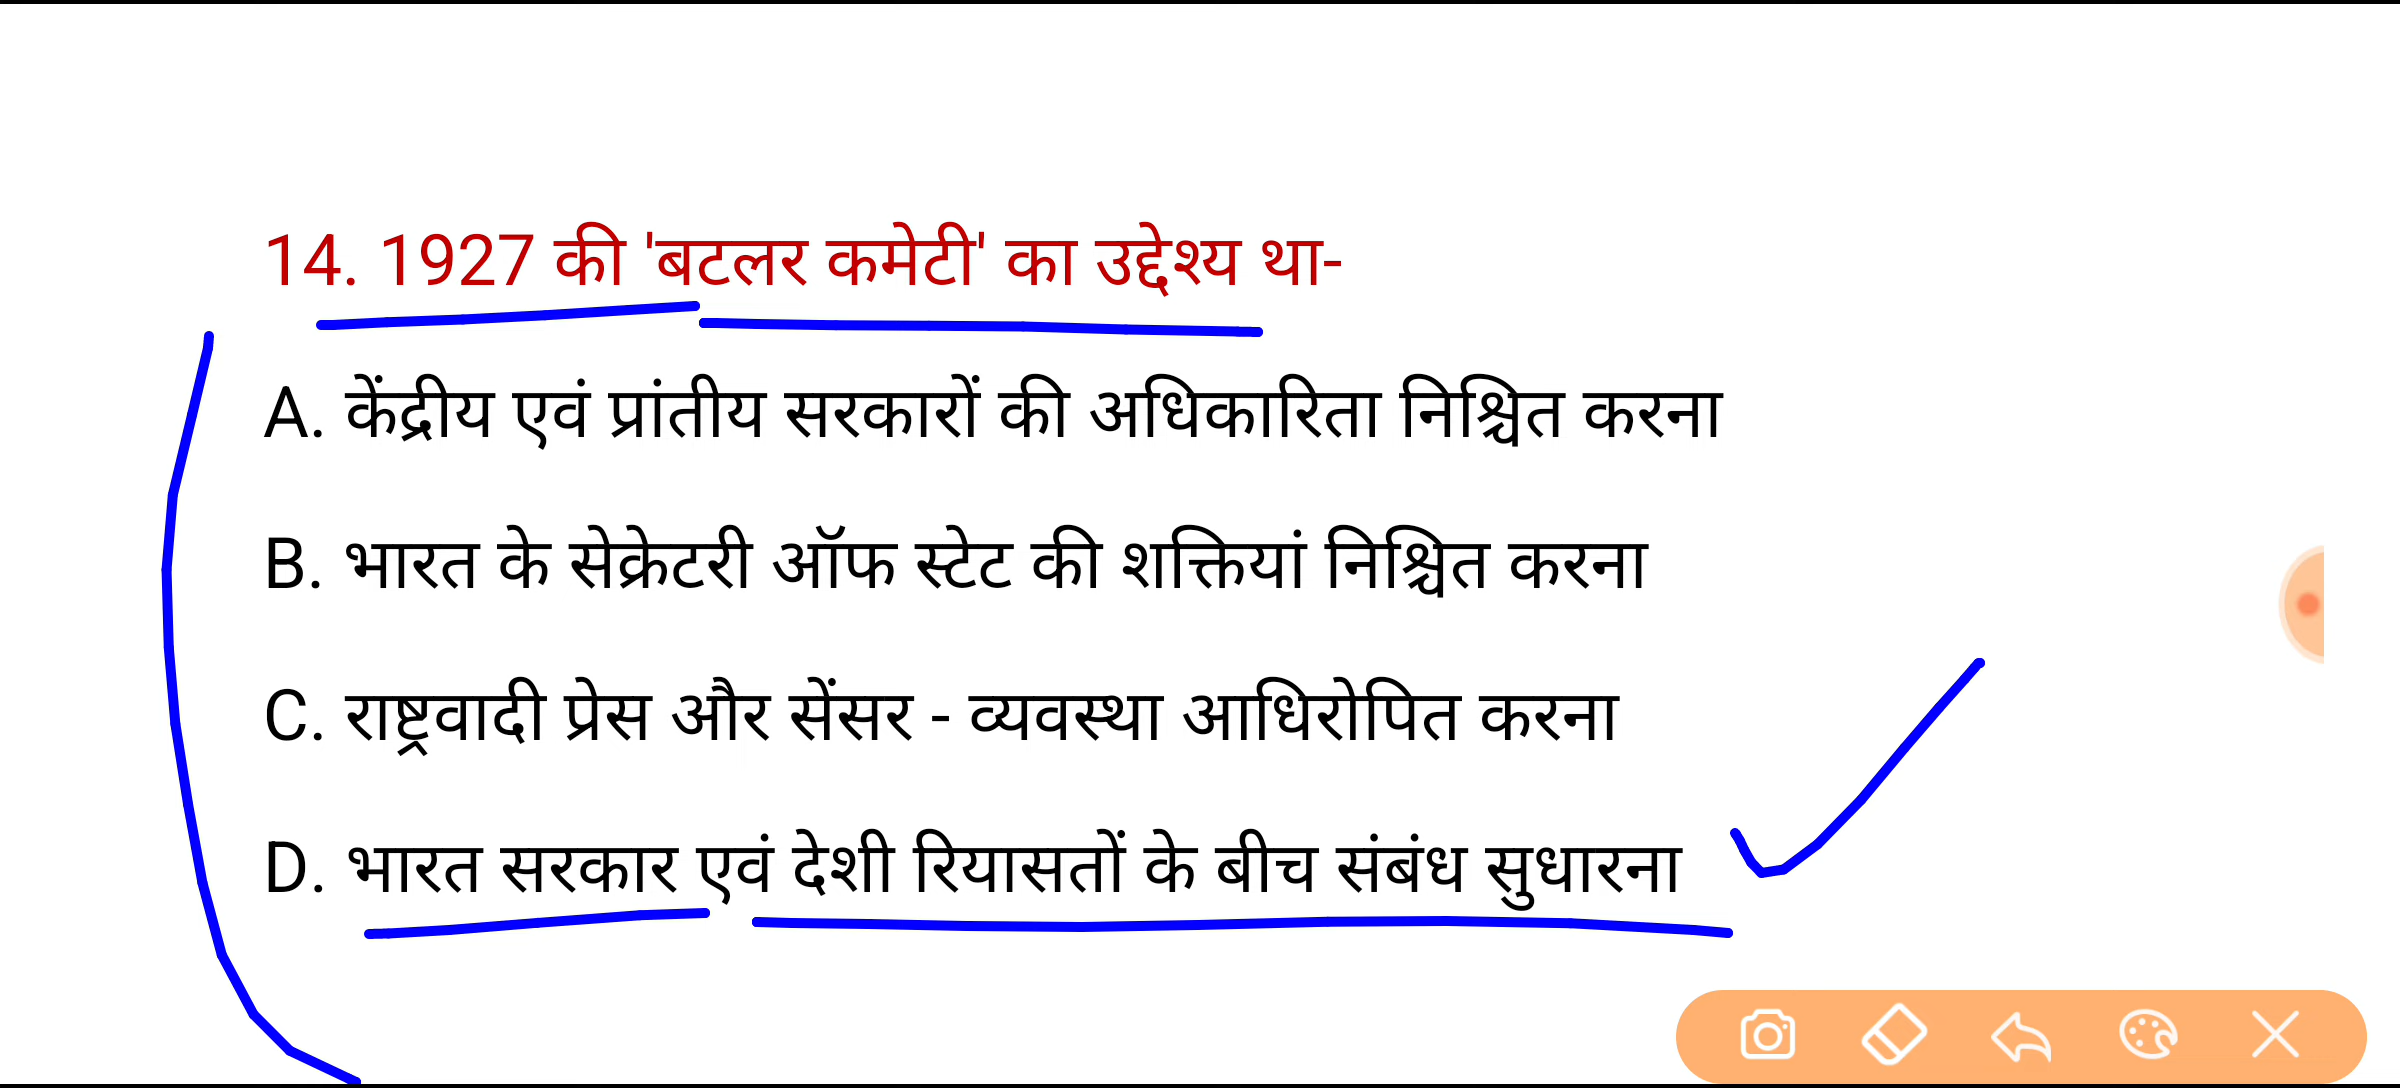 14. 1927 की 'बटलर कमेटी' का उद्देश्य था-
A. केंद्रीय एवं प्रांतीय सरकारों की अधिकारिता निश्चित करना
B. भारत के सेक्रेटरी ऑफ स्टेट की शक्तियां निश्चित करना
C. राष्ट्रवादी प्रेस और सेंसर - व्यवस्था आधिरोपित करना
D. भारत सरकार एवं देशी रियासतों के बीच संबंध सुधारना